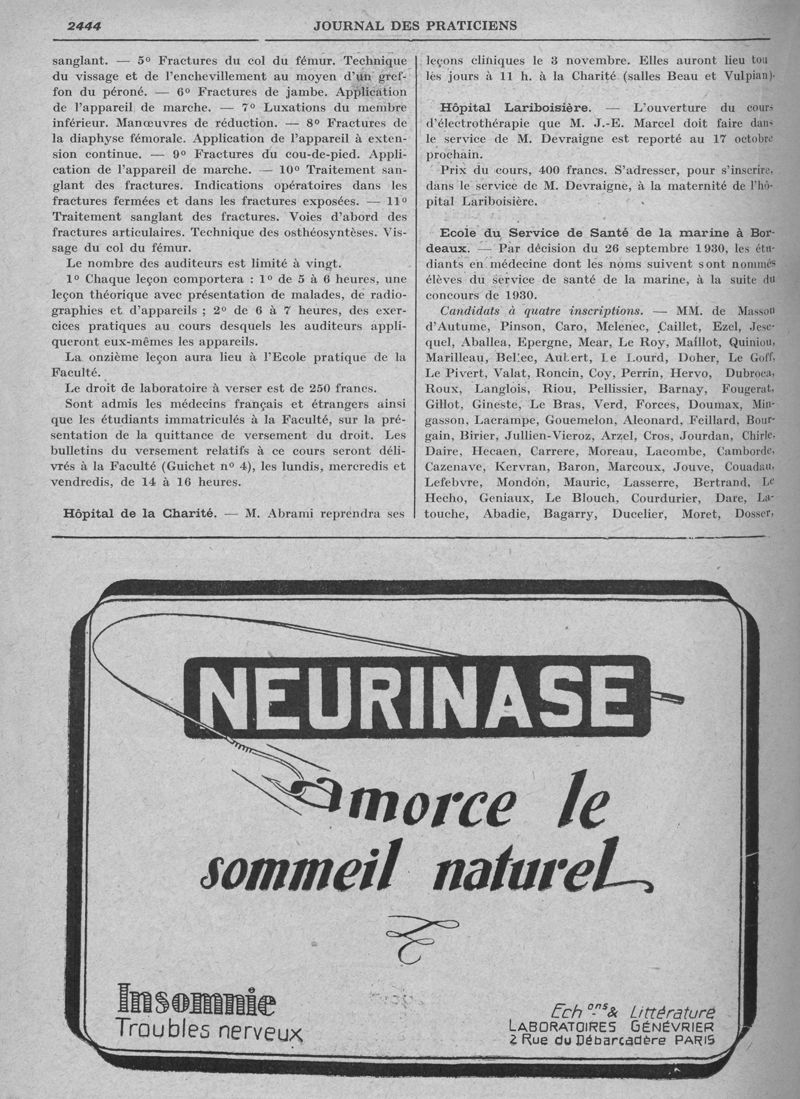 2444
JOURNAL DES PRATICIENS
sanglant. — 5º Fractures du col du fémur. Technique
du vissage et de l'enchevillement au moyen d'un gref-
fon du péroné. — 6º Fractures de jambe. Application
de l'appareil de marche. — 7º Luxations du membre
inférieur. Manœuvres de réduction. — 8º Fractures de
la diaphyse fémorale. Application de l'appareil à exten-
sion continue. — 9º Fractures du cou-de-pied. Appli-
cation de l'appareil de marche. — 10º Traitement san-
glant des fractures. Indications opératoires dans les
fractures fermées et dans les fractures exposées. — 11º
Traitement sanglant des fractures. Voies d'abord des
fractures articulaires. Technique des osthéosyntèses. Vis-
sage du col du fémur.
Le nombre des auditeurs est limité à vingt.
1º Chaque leçon comportera : 1º de 5 à 6 heures, une
leçon théorique avec présentation de malades, de radio-
graphies et d'appareils ; 2º de 6 à 7 heures, des exer-
cices pratiques au cours desquels les auditeurs appli-
queront eux-mêmes les appareils.
La onzième leçon aura lieu à l'Ecole pratique de la
Faculté.
Le droit de laboratoire à verser est de 250 francs.
Sont admis les médecins français et étrangers ainsi
que les étudiants immatriculés à la Faculté, sur la pré-
sentation de la quittance de versement du droit. Les
bulletins du versement relatifs à ce cours seront déli-
vrés à la Faculté (Guichet nº 4), les lundis, mercredis et
vendredis, de 14 à 16 heures.
Hôpital de la Charité. — M. Abrami reprendra ses
leçons cliniques le 3 novembre. Elles auront lieu tou
les jours à 11 h. à la Charité (salles Beau et Vulpian).
Hôpital Lariboisière. — L'ouverture du cours
d'électrothérapie que M. J.-E. Marcel doit faire dans
le service de M. Devraigne est reporté au 17 octobre
prochain.
Prix du cours, 400 francs. S'adresser, pour s'inscrire,
dans le service de M. Devraigne, à la maternité de l'hô-
pital Lariboisière.
Ecole du Service de Santé de la marine à Bor-
deaux. — Par décision du 26 septembre 1930, les étu-
diants en médecine dont les noms suivent sont nommés
élèves du service de santé de la marine, à la suite du
concours de 1930.
Candidats à quatre inscriptions. — MM. de Masson
d'Autume, Pinson, Caro, Melenec, Caillet, Ezel, Jesc-
quel, Aballea, Epergne, Mear, Le Roy, Maillot, Quiniou,
Marilleau, Bellec, Aubert, Le Lourd, Doher, Le Goff,
Le Pivert, Valat, Roncin, Coy, Perrin, Hervo, Dubroca,
Roux, Langlois, Riou, Pellissier, Barnay, Fougerat,
Gillot, Gineste, Le Bras, Verd, Forces, Doumax, Min-
gasson, Lacrampe, Gouemelon, Aleonard, Feillard, Bour-
gain, Birier, Jullien-Vieroz, Arzel, Cros, Jourdan, Chirle,
Daire, Hecaen, Carrere, Moreau, Lacombe, Camborde,
Cazenave, Kervran, Baron, Marcoux, Jouve, Couadau,
Lefebvre, Mondon, Mauric, Lasserre, Bertrand, Le
Hecho, Geniaux, Le Blouch, Courdurier, Dare, La-
touche, Abadie, Bagarry, Ducelier, Moret, Dosser,
NEURINASE
amorce le
sommeil naturel
Insomnie
Troubles nerveux
Echons & Littérature
LABORATOIRES GÉNÉVRIER
2 Rue du Débarcadère PARIS